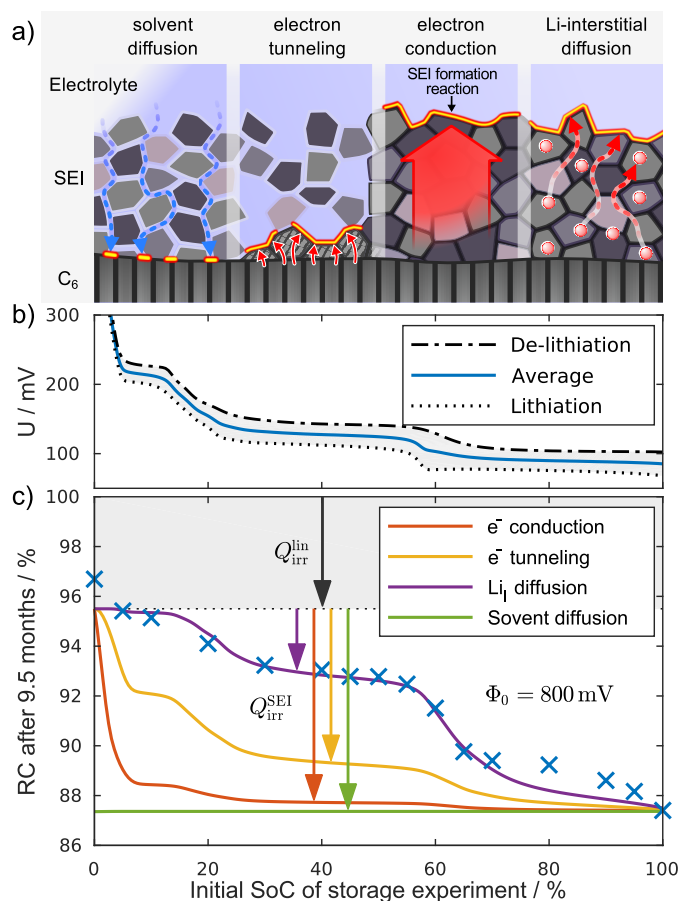 a)
solvent diffusion
electron tunneling
electron conduction
Li-interstitial diffusion
Electrolyte
SEI formation reaction
SEI
C₆
b)
300
200
100
U / mV
De-lithiation
Average
Lithiation
c)
100
98
96
94
92
90
88
86
RC after 9.5 months / %
Q_irr^lin
Q_irr^SEI
e⁻ conduction
e⁻ tunneling
Li_I diffusion
Sovent diffusion
Φ₀ = 800 mV
0
20
40
60
80
100
Initial SoC of storage experiment / %